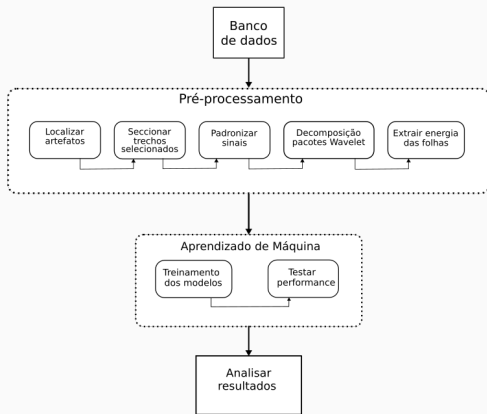 Banco
de dados
Pré-processamento
Localizar
artefatos
Seccionar
trechos
selecionados
Padronizar
sinais
Decomposição
pacotes Wavelet
Extrair energia
das folhas
Aprendizado de Máquina
Treinamento
dos modelos
Testar
performance
Analisar
resultados